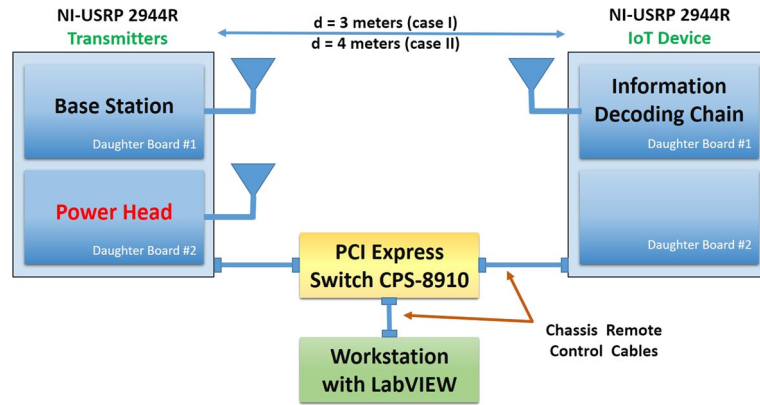 NI-USRP 2944R
Transmitters
d = 3 meters (case I)
d = 4 meters (case II)
NI-USRP 2944R
IoT Device
Base Station
Daughter Board #1
Power Head
Daughter Board #2
Information
Decoding Chain
Daughter Board #1
Daughter Board #2
PCI Express
Switch CPS-8910
Chassis Remote
Control Cables
Workstation
with LabVIEW